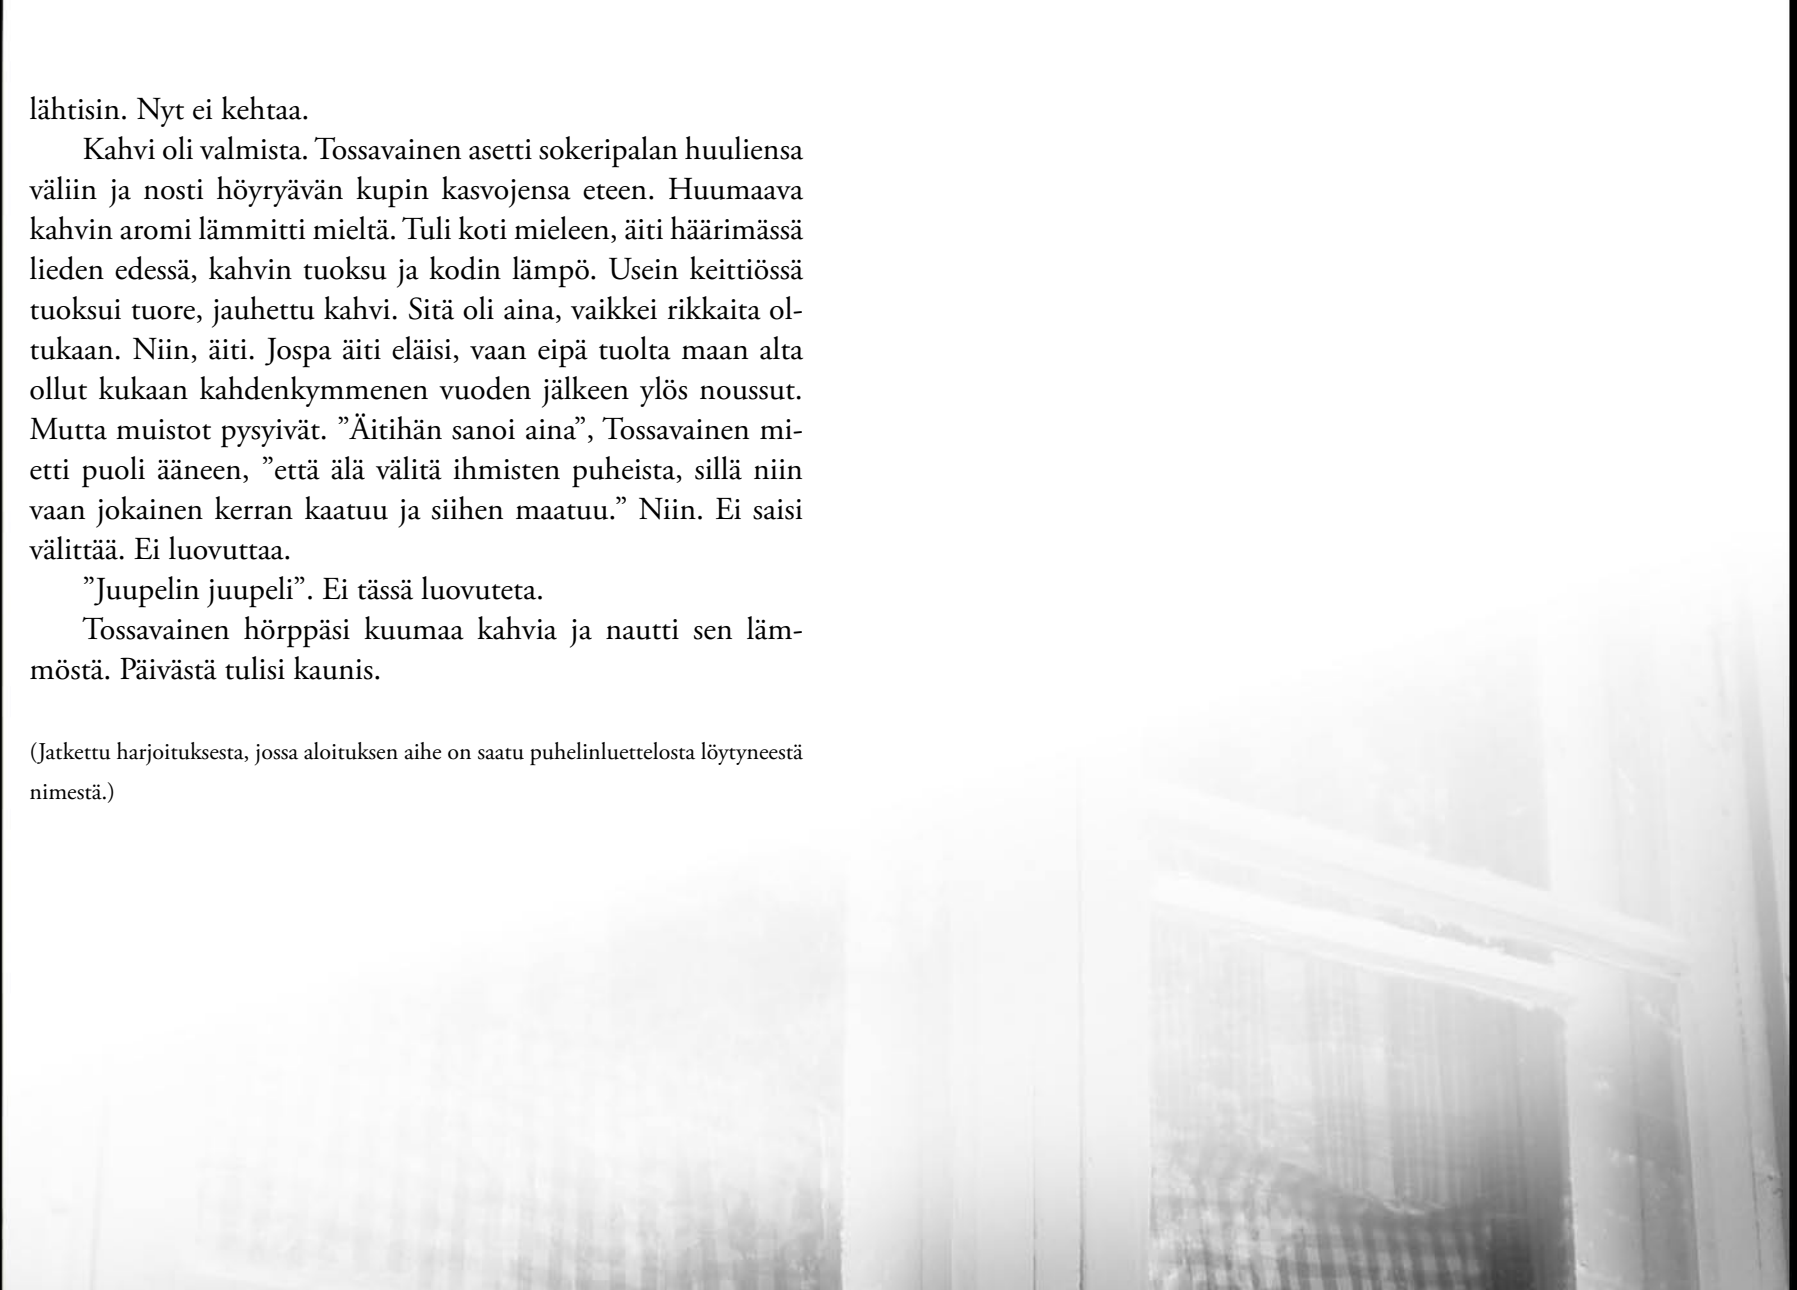 lähtisin. Nyt ei kehtaa.
Kahvi oli valmista. Tossavainen asetti sokeripalan huuliensa
väliin ja nosti höyryävän kupin kasvojensa eteen. Huumaava
kahvin aromi lämmitti mieltä. Tuli koti mieleen, äiti häärimässä
lieden edessä, kahvin tuoksu ja kodin lämpö. Usein keittiössä
tuoksui tuore, jauhettu kahvi. Sitä oli aina, vaikkei rikkaita ol-
tukaan. Niin, äiti. Jospa äiti eläisi, vaan eipä tuolta maan alta
ollut kukaan kahdenkymmenen vuoden jälkeen ylös noussut.
Mutta muistot pysyivät. ”Äitihän sanoi aina”, Tossavainen mi-
etti puoli ääneen, ”että älä välitä ihmisten puheista, sillä niin
vaan jokainen kerran kaatuu ja siihen maatuu.” Niin. Ei saisi
välittää. Ei luovuttaa.
”Juupelin juupeli”. Ei tässä luovuteta.
Tossavainen hörppäsi kuumaa kahvia ja nautti sen läm-
möstä. Päivästä tulisi kaunis.
(Jatkettu harjoituksesta, jossa aloituksen aihe on saatu puhelinluettelosta löytyneestä
nimestä.)